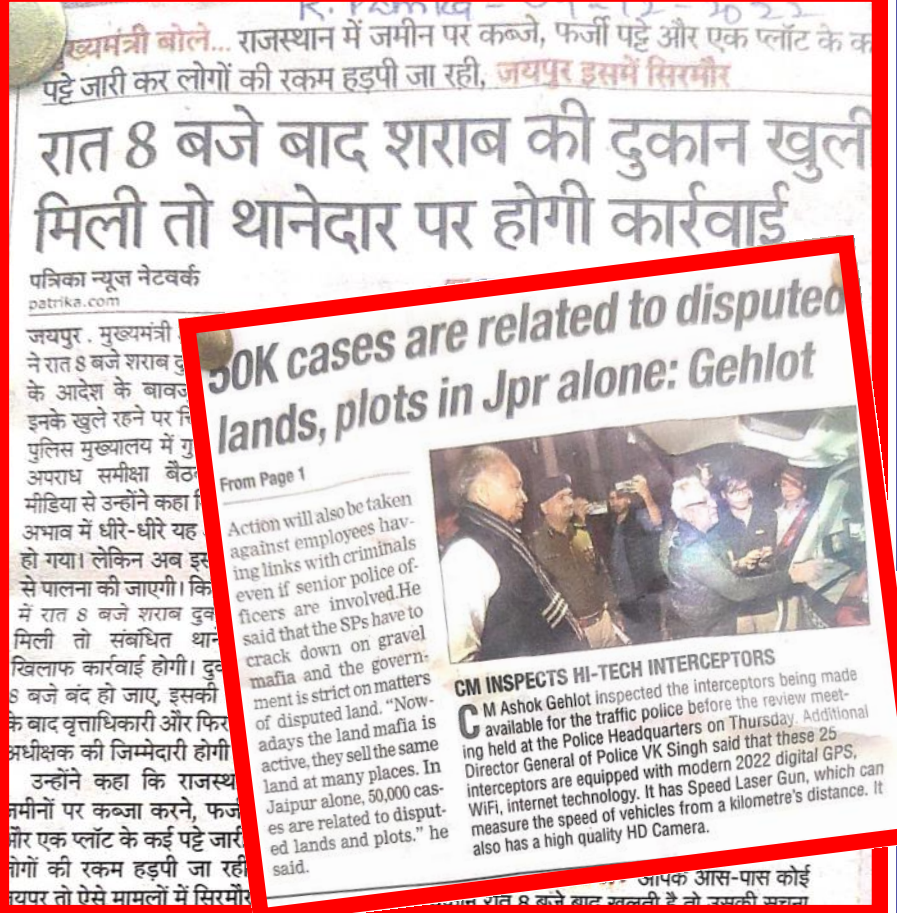 मुख्यमंत्री बोले... राजस्थान में जमीन पर कब्जे, फर्जी पट्टे और एक प्लॉट के क
पट्टे जारी कर लोगों की रकम हड़पी जा रही, जयपुर इसमें सिरमौर
रात 8 बजे बाद शराब की दुकान खुली
मिली तो थानेदार पर होगी कार्रवाई
पत्रिका न्यूज नेटवर्क
patrika.com
जयपुर . मुख्यमंत्री
ने रात 8 बजे शराब
के आदेश के
इनके खुले रहने पर
पुलिस मुख्यालय में
अपराध समीक्षा
मीडिया से उन्होंने कहा
अभाव में धीरे-धीरे यह
हो गया। लेकिन अब
से पालना की जाएगी।
में रात 8 बजे शराब
मिली तो संबंधित
खिलाफ कार्रवाई होगी।
8 बजे बंद हो जाए, इसकी
के बाद वृत्ताधिकारी और फिर
अधीक्षक की जिम्मेदारी होगी
उन्होंने कहा कि
जमीनों पर कब्जा करने,
और एक प्लॉट के कई पट्टे जारी
लोगों की रकम हड़पी जा रही
जयपुर तो ऐसे मामलों में सिरमौर
50K cases are related to disputed
lands, plots in Jpr alone: Gehlot
From Page 1
Action will also be taken
against employees hav-
ing links with criminals
even if senior police of-
ficers are involved.He
said that the SPs have to
crack down on gravel
mafia and the govern-
ment is strict on matters
of disputed land. “Now-
adays the land mafia is
active, they sell the same
land at many places. In
Jaipur alone, 50,000 cas-
es are related to disput-
ed lands and plots,” he
said.
CM INSPECTS HI-TECH INTERCEPTORS
CM Ashok Gehlot inspected the interceptors being made
available for the traffic police before the review meet-
ing held at the Police Headquarters on Thursday. Additional
Director General of Police VK Singh said that these 25
interceptors are equipped with modern 2022 digital GPS,
WiFi, internet technology. It has Speed Laser Gun, which can
measure the speed of vehicles from a kilometre's distance. It
also has a high quality HD Camera.
आपके आस-पास कोई
रात 8 बजे बाद खुलती है तो उसकी सूचना